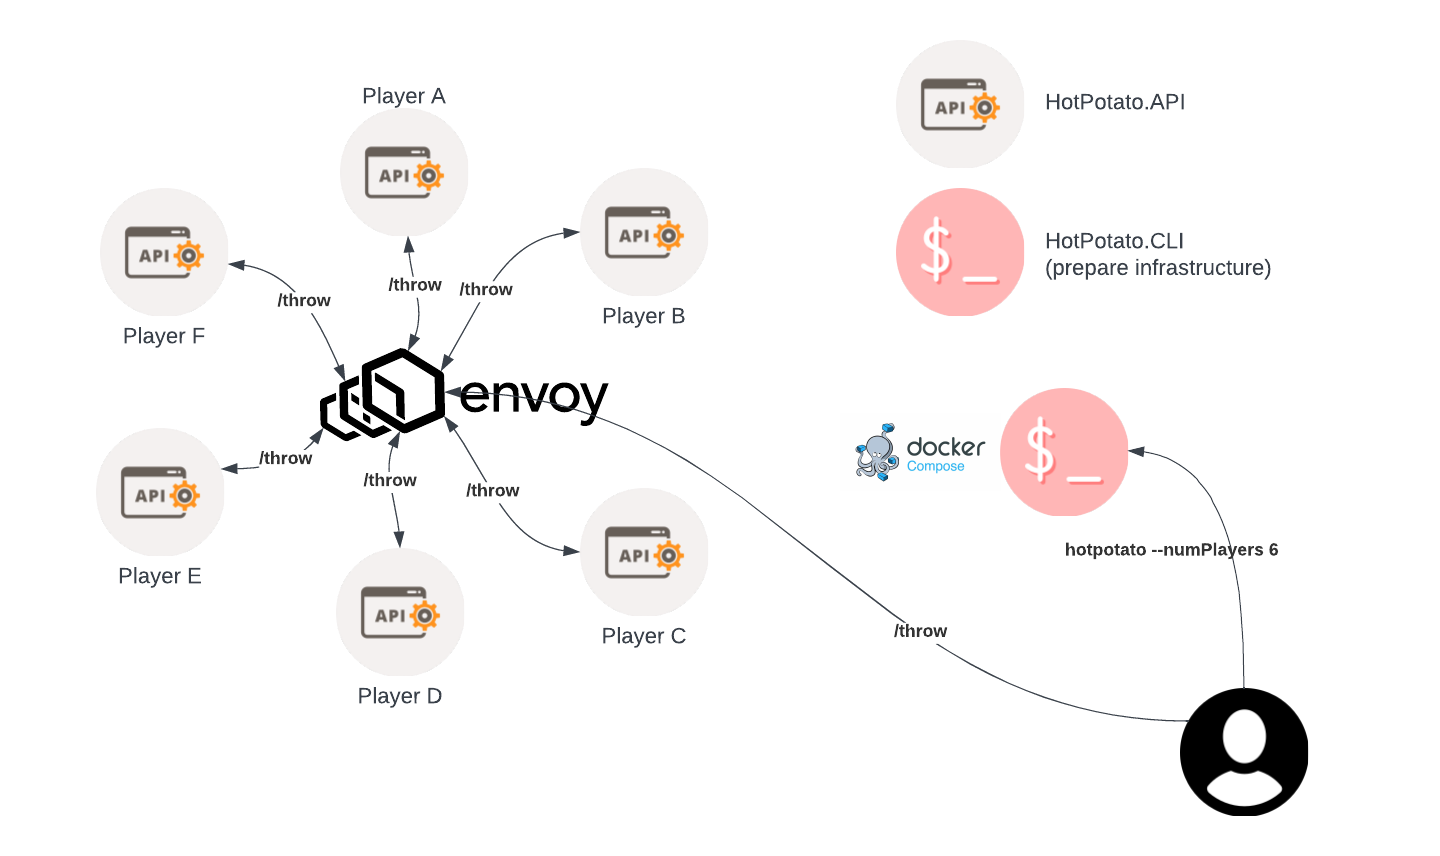 Player A
API
API
HotPotato.API
API
Player B
API
Player F
/throw
/throw
/throw
$_
HotPotato.CLI
(prepare infrastructure)
envoy
API
Player E
/throw
/throw
/throw
API
Player D
API
Player C
docker
Compose
$_
hotpotato --numPlayers 6
/throw